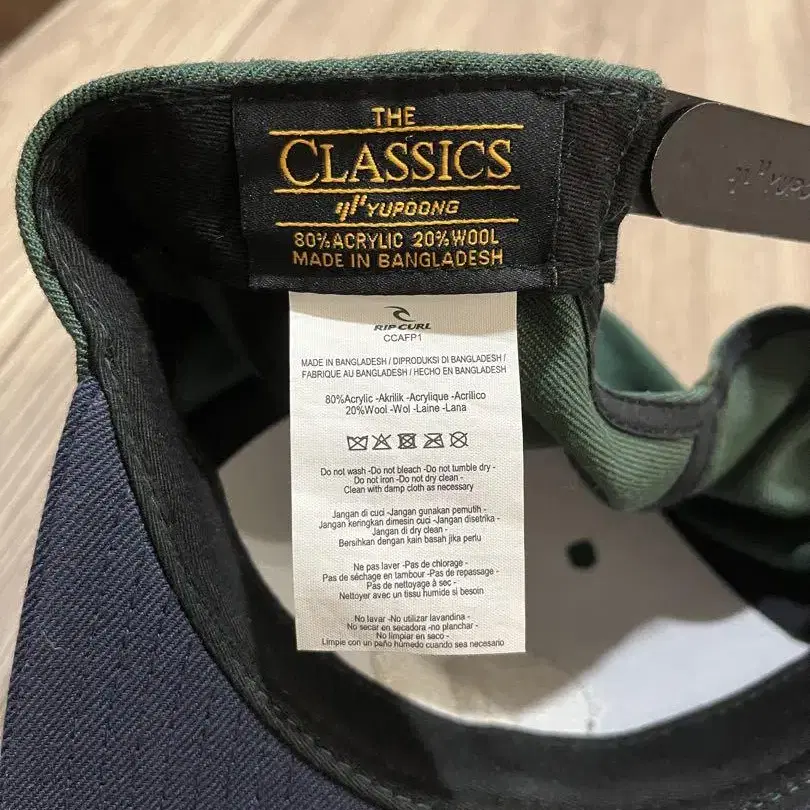 THE
CLASSICS
YUPOONG
80%ACRYLIC 20%WOOL
MADE IN BANGLADESH
RIP CURL
CCAFP1
MADE IN BANGLADESH / DIPRODUKSI DI BANGLADESH /
FABRIQUE AU BANGLADESH / HECHO EN BANGLADESH
80%Acrylic -Akrilik -Acrylique -Acrilico
20%Wool -Wol -Laine -Lana
Do not wash -Do not bleach -Do not tumble dry -
Do not iron -Do not dry clean -
Clean with damp cloth as necessary
Jangan di cuci -Jangan gunakan pemutih -
Jangan keringkan dimesin cuci -Jangan disetrika -
Jangan di dry clean -
Bersihkan dengan kain basah jika perlu
Ne pas laver -Pas de chlorage -
Pas de séchage en tambour -Pas de repassage -
Pas de nettoyage à sec -
Nettoyer avec un tissu humide si besoin
No lavar -No utilizar lavandina -
No secar en secadora -no planchar -
No limpiar en seco -
Limpie con un paño húmedo cuando sea necesario